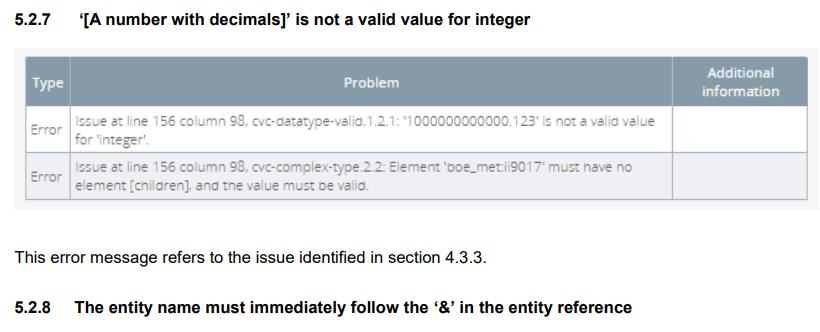 5.2.7 ‘[A number with decimals]’ is not a valid value for integer
Type Problem Additional information
Error Issue at line 156 column 98, cvc-datatype-valid.1.2.1: '1000000000000.123' is not a valid value
for 'integer'.
Error Issue at line 156 column 98, cvc-complex-type.2.2: Element 'boe_met:ii9017' must have no
element [children], and the value must be valid.
This error message refers to the issue identified in section 4.3.3.
5.2.8 The entity name must immediately follow the ‘&’ in the entity reference